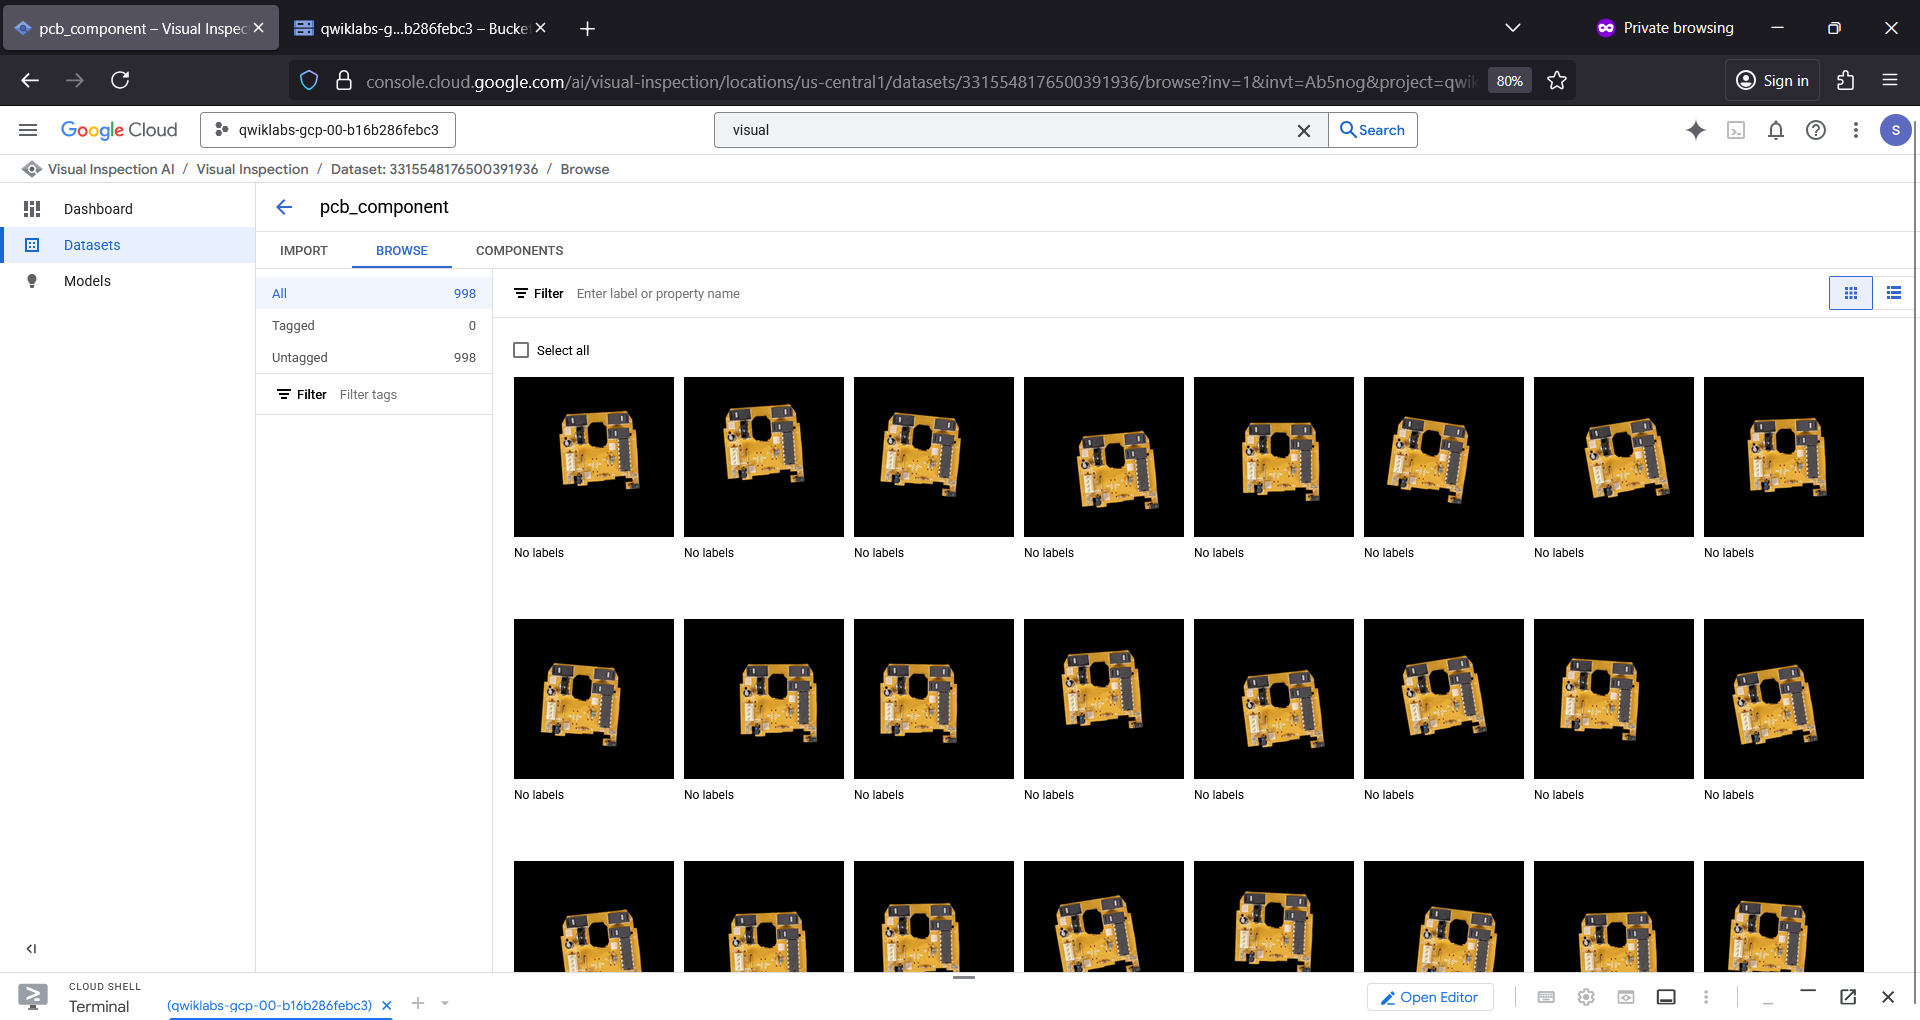 pcb_component – Visual Inspec
qwiklabs-g...b286febc3 – Bucke
Private browsing
console.cloud.google.com/ai/visual-inspection/locations/us-central1/datasets/3315548176500391936/browse?inv=1&invt=Ab5nog&project=qwik
80%
Sign in
Google Cloud
qwiklabs-gcp-00-b16b286febc3
visual
Search
S
Visual Inspection AI / Visual Inspection / Dataset: 3315548176500391936 / Browse
Dashboard
Datasets
Models
pcb_component
IMPORT BROWSE COMPONENTS
All 998
Tagged 0
Untagged 998
Filter Filter tags
Filter Enter label or property name
Select all
No labels No labels No labels No labels No labels No labels No labels No labels
No labels No labels No labels No labels No labels No labels No labels No labels
CLOUD SHELL
Terminal
(qwiklabs-gcp-00-b16b286febc3)
Open Editor